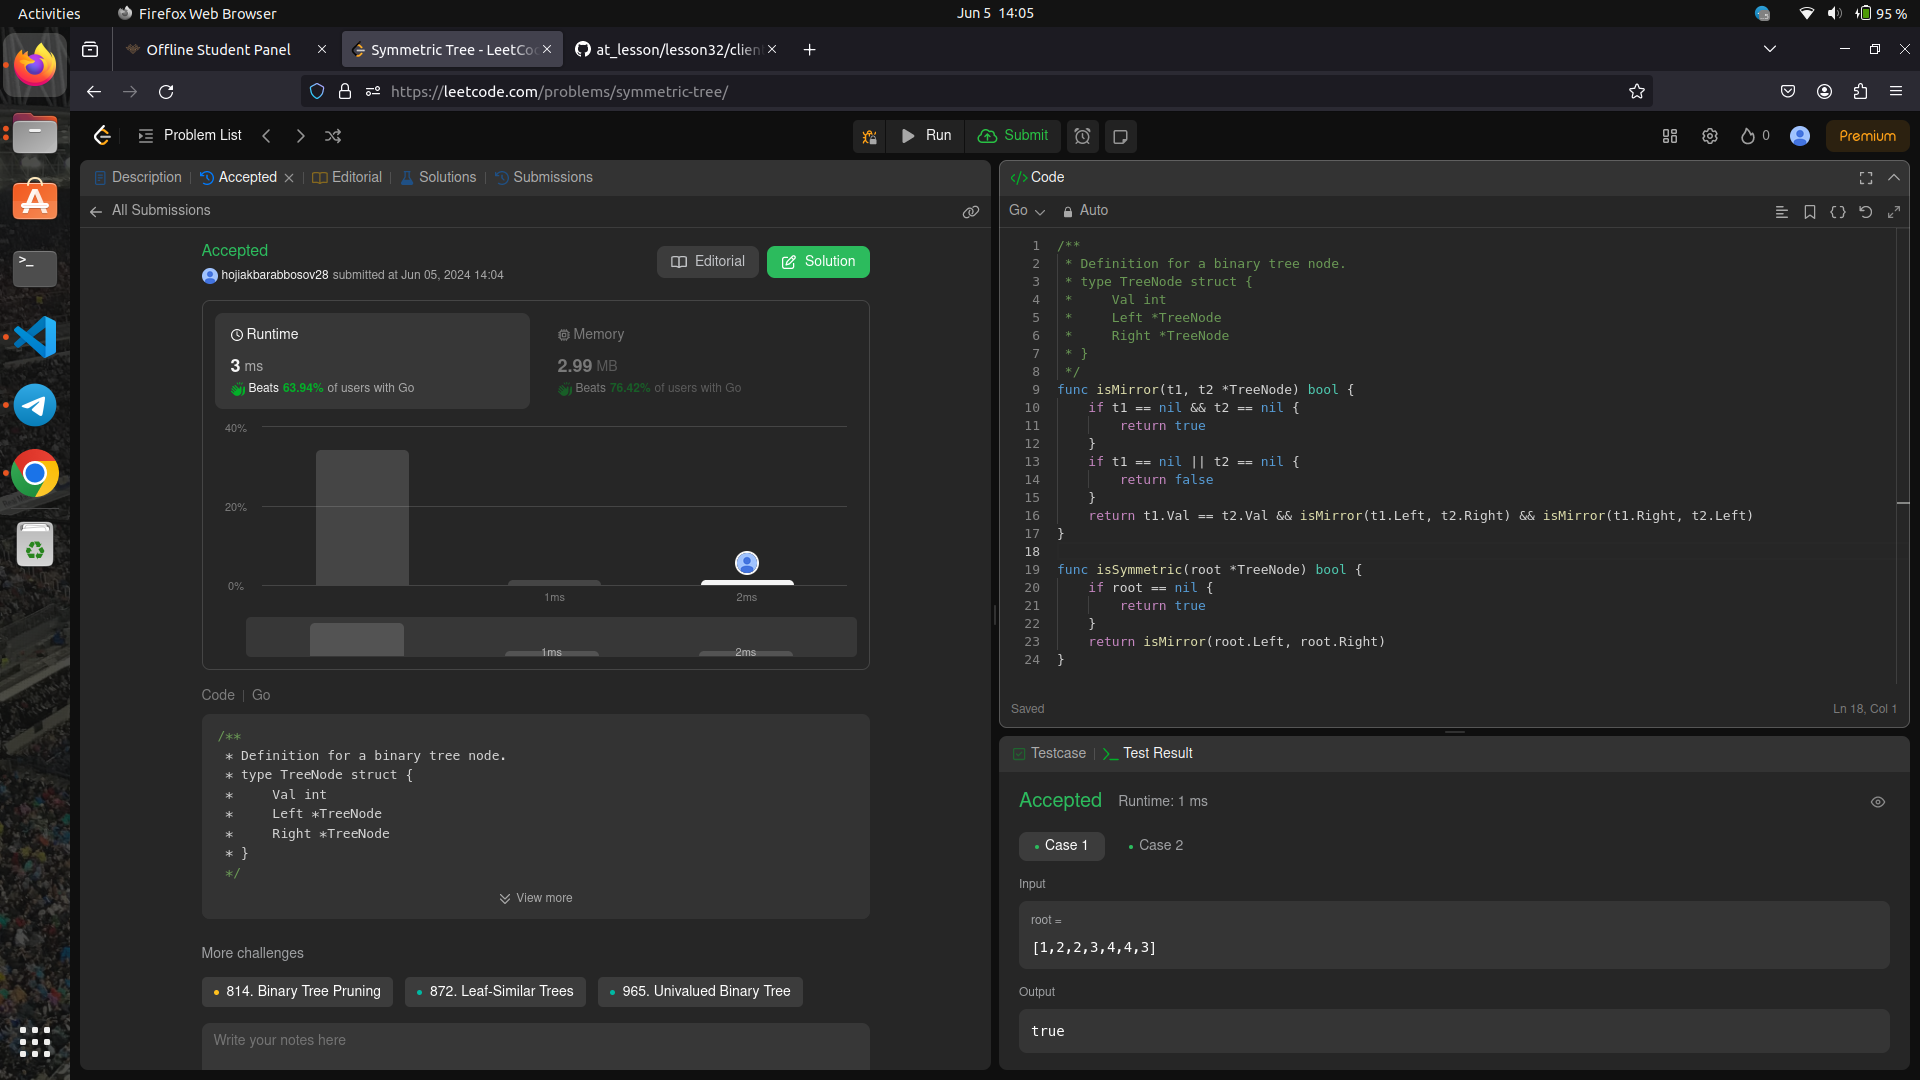 Activities
Firefox Web Browser
Jun 5 14:05
95 %
Offline Student Panel
Symmetric Tree - LeetCo
at_lesson/lesson32/clien
https://leetcode.com/problems/symmetric-tree/
Problem List
Run
Submit
0
Premium
Description
Accepted
Editorial
Solutions
Submissions
All Submissions
Accepted
hojiakbarabbosov28 submitted at Jun 05, 2024 14:04
Editorial
Solution
Runtime
3 ms
Beats 63.94% of users with Go
Memory
2.99 MB
Beats 76.42% of users with Go
40%
20%
0%
1ms
2ms
1ms
2ms
Code | Go
/**
 * Definition for a binary tree node.
 * type TreeNode struct {
 *     Val int
 *     Left *TreeNode
 *     Right *TreeNode
 * }
 */
View more
More challenges
814. Binary Tree Pruning
872. Leaf-Similar Trees
965. Univalued Binary Tree
Write your notes here
</> Code
Go
Auto
1 /**
2  * Definition for a binary tree node.
3  * type TreeNode struct {
4  *     Val int
5  *     Left *TreeNode
6  *     Right *TreeNode
7  * }
8  */
9 func isMirror(t1, t2 *TreeNode) bool {
10     if t1 == nil && t2 == nil {
11         return true
12     }
13     if t1 == nil || t2 == nil {
14         return false
15     }
16     return t1.Val == t2.Val && isMirror(t1.Left, t2.Right) && isMirror(t1.Right, t2.Left)
17 }
18
19 func isSymmetric(root *TreeNode) bool {
20     if root == nil {
21         return true
22     }
23     return isMirror(root.Left, root.Right)
24 }
Saved
Ln 18, Col 1
Testcase
Test Result
Accepted
Runtime: 1 ms
Case 1
Case 2
Input
root =
[1,2,2,3,4,4,3]
Output
true